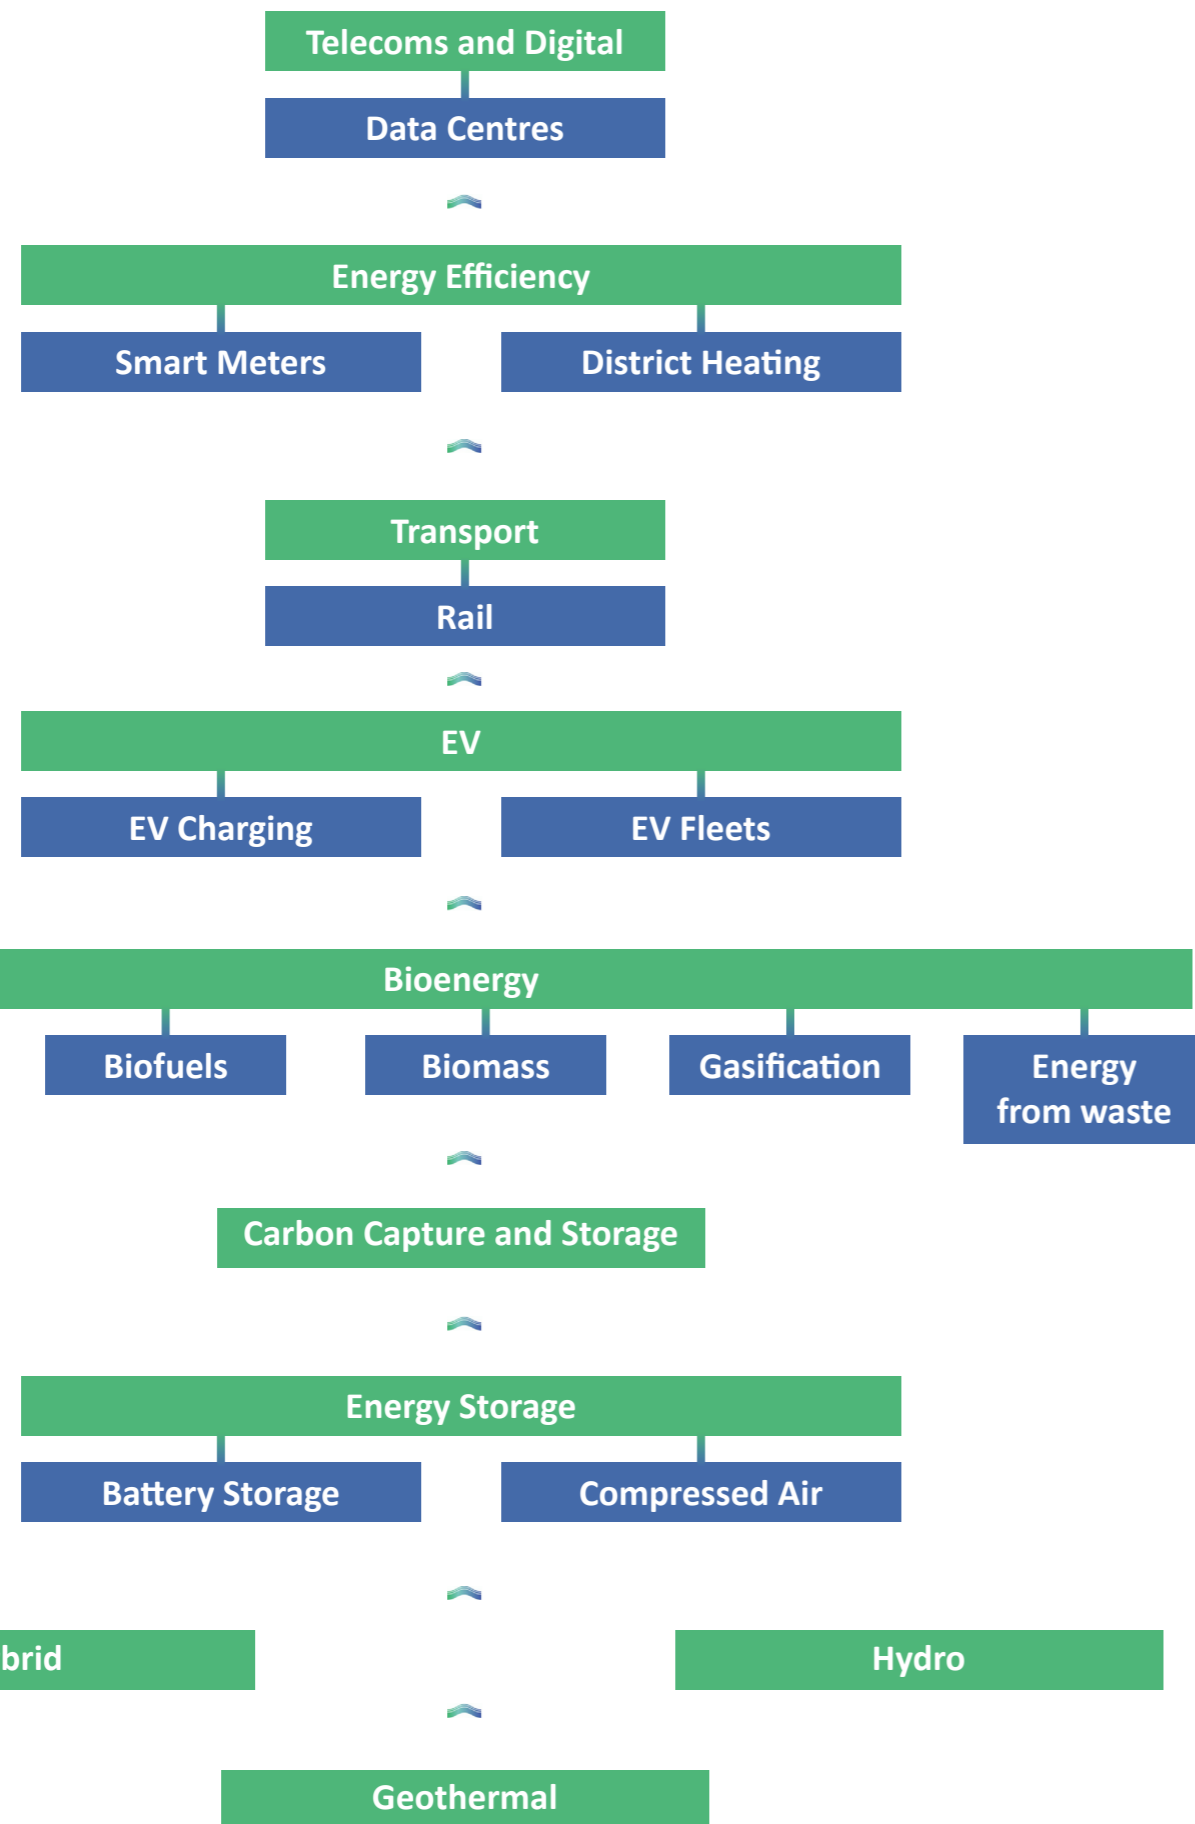 Telecoms and Digital
Data Centres
Energy Efficiency
Smart Meters
District Heating
Transport
Rail
EV
EV Charging
EV Fleets
Bioenergy
Biofuels
Biomass
Gasification
Energy
from waste
Carbon Capture and Storage
Energy Storage
Battery Storage
Compressed Air
brid
Hydro
Geothermal